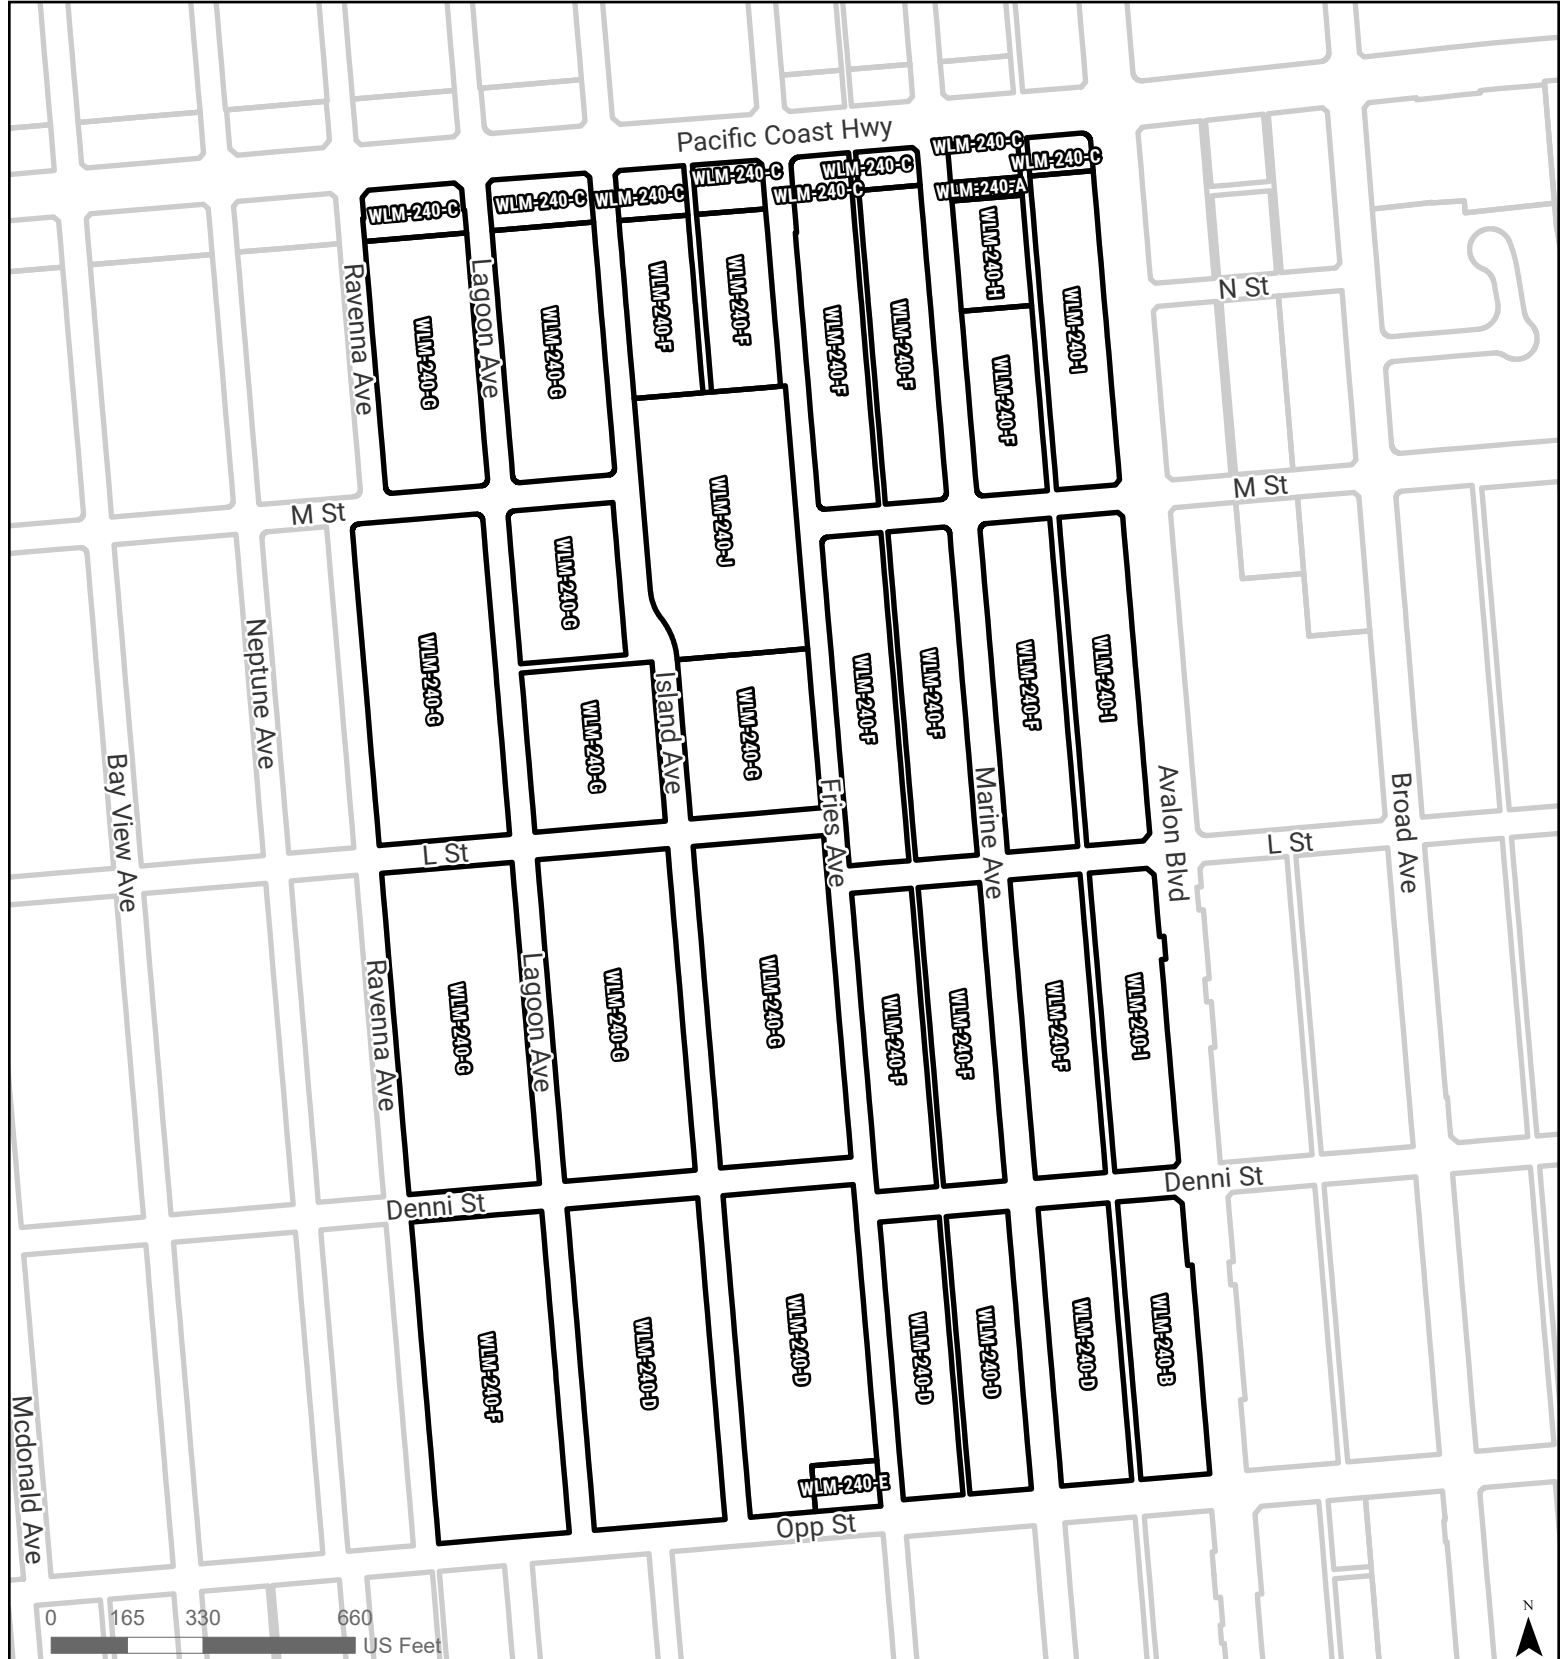 Pacific Coast Hwy
WLM-240-C
WLM-240-C
WLM-240-C
WLM-240-C
WLM-240-C
WLM-240-C
WLM-240-C
WLM-240-C
WLM-240-A
Ravenna Ave
WLM-240-G
Lagoon Ave
WLM-240-G
WLM-240-F
WLM-240-F
WLM-240-F
WLM-240-F
WLM-240-H
WLM-240-F
WLM-240-I
N St
M St
M St
WLM-240-J
Neptune Ave
WLM-240-G
WLM-240-G
WLM-240-G
Island Ave
WLM-240-G
WLM-240-F
WLM-240-F
WLM-240-F
WLM-240-I
Bay View Ave
Fries Ave
Marine Ave
Avalon Blvd
Broad Ave
L St
L St
Ravenna Ave
WLM-240-G
Lagoon Ave
WLM-240-G
WLM-240-G
WLM-240-F
WLM-240-F
WLM-240-F
WLM-240-I
Denni St
Denni St
WLM-240-F
WLM-240-D
WLM-240-D
WLM-240-D
WLM-240-D
WLM-240-D
WLM-240-B
WLM-240-E
Mcdonald Ave
Opp St
0 165 330 660
US Feet
N